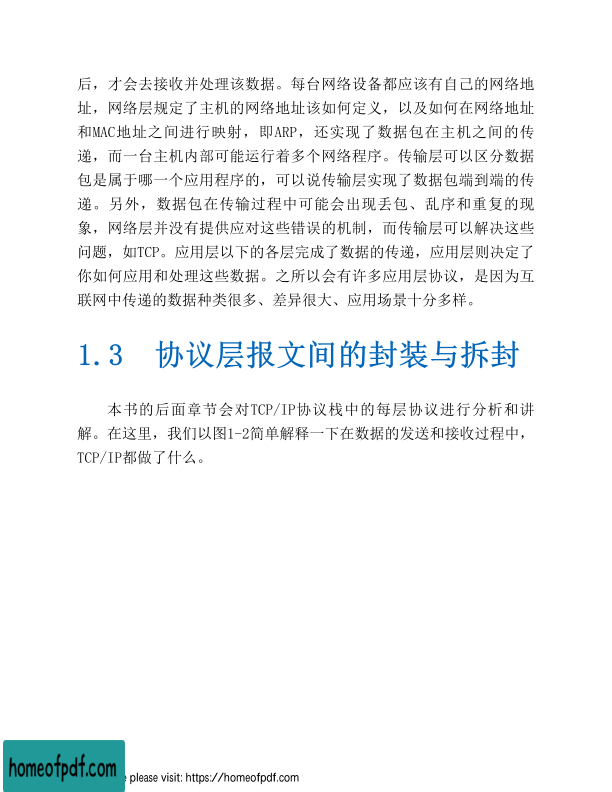 后，才会去接收并处理该数据。每台网络设备都应该有自己的网络地
址，网络层规定了主机的网络地址该如何定义，以及如何在网络地址
和MAC地址之间进行映射，即ARP，还实现了数据包在主机之间的传
递，而一台主机内部可能运行着多个网络程序。传输层可以区分数据
包是属于哪一个应用程序的，可以说传输层实现了数据包端到端的传
递。另外，数据包在传输过程中可能会出现丢包、乱序和重复的现
象，网络层并没有提供应对这些错误的机制，而传输层可以解决这些
问题，如TCP。应用层以下的各层完成了数据的传递，应用层则决定了
你如何应用和处理这些数据。之所以会有许多应用层协议，是因为互
联网中传递的数据种类很多、差异很大、应用场景十分多样。
1.3 协议层报文间的封装与拆封
本书的后面章节会对TCP/IP协议栈中的每层协议进行分析和讲
解。在这里，我们以图1-2简单解释一下在数据的发送和接收过程中，
TCP/IP都做了什么。
homeofpdf.com
e please visit: https://homeofpdf.com